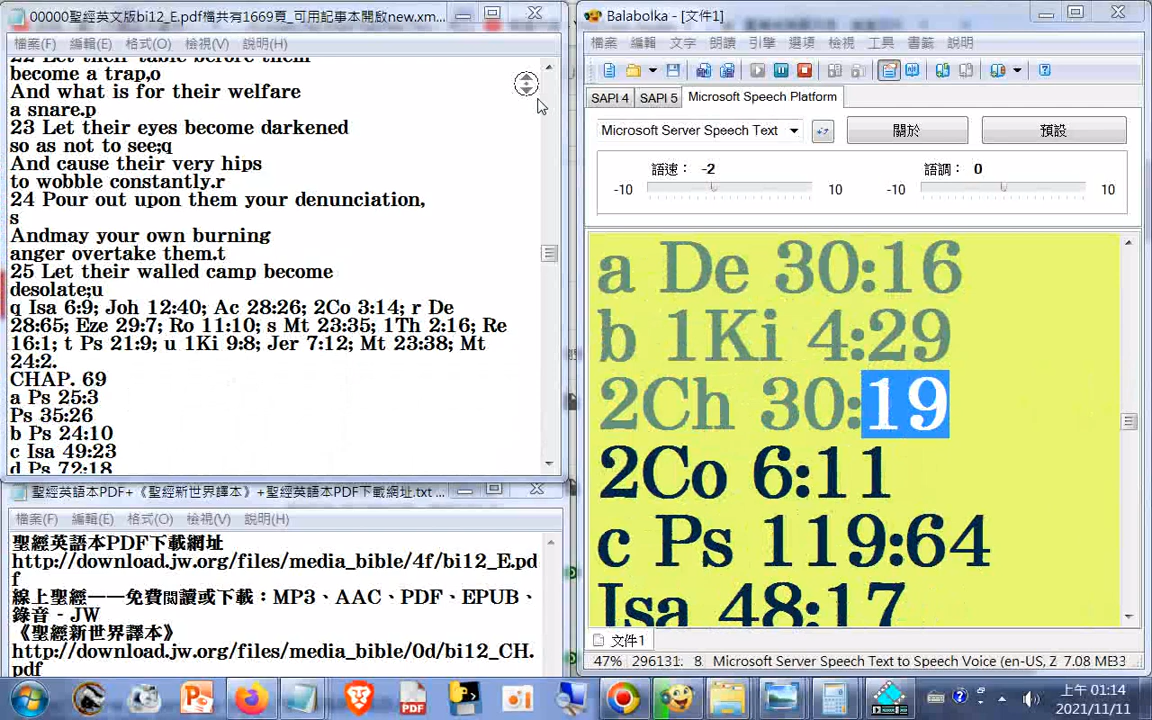 00000聖經英文版bi12_E.pdf檔共有1669頁_可用記事本開啟new.xm...
檔案(F) 編輯(E) 格式(O) 檢視(V) 說明(H)
22 Let their table before them
become a trap,o
And what is for their welfare
a snare.p
23 Let their eyes become darkened
so as not to see;q
And cause their very hips
to wobble constantly.r
24 Pour out upon them your denunciation,
s
Andmay your own burning
anger overtake them.t
25 Let their walled camp become
desolate;u
q Isa 6:9; Joh 12:40; Ac 28:26; 2Co 3:14; r De
28:65; Eze 29:7; Ro 11:10; s Mt 23:35; 1Th 2:16; Re
16:1; t Ps 21:9; u 1Ki 9:8; Jer 7:12; Mt 23:38; Mt
24:2.
CHAP. 69
a Ps 25:3
Ps 35:26
b Ps 24:10
c Isa 49:23
d Ps 72:18
聖經英語本PDF+《聖經新世界譯本》+聖經英語本PDF下載網址.txt ...
檔案(F) 編輯(E) 格式(O) 檢視(V) 說明(H)
聖經英語本PDF下載網址
http://download.jw.org/files/media_bible/4f/bi12_E.pd
f
線上聖經——免費閱讀或下載：MP3、AAC、PDF、EPUB、
錄音 - JW
《聖經新世界譯本》
http://download.jw.org/files/media_bible/0d/bi12_CH.
pdf
Balabolka - [文件1]
檔案 編輯 文字 朗讀 引擎 選項 檢視 工具 書籤 說明
SAPI 4 SAPI 5 Microsoft Speech Platform
Microsoft Server Speech Text 關於 預設
語速： -2 語調： 0
-10 10 -10 10
a De 30:16
b 1Ki 4:29
2Ch 30:19
2Co 6:11
c Ps 119:64
Isa 48:17
文件1
47% 296131: 8 Microsoft Server Speech Text to Speech Voice (en-US, Z 7.08 MB
PDF
上午 01:14
2021/11/11